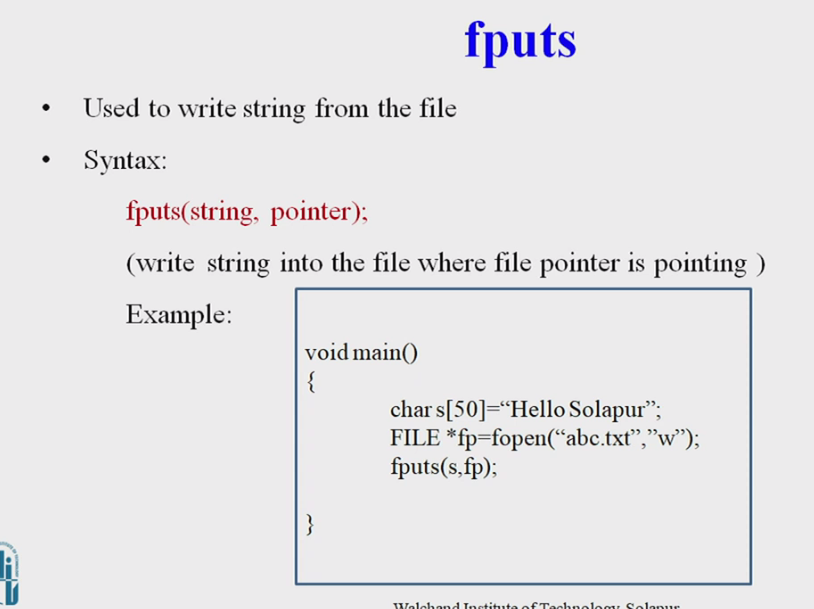 fputs
• Used to write string from the file
• Syntax:
fputs(string, pointer);
(write string into the file where file pointer is pointing )
Example:
void main()
{
char s[50]=“Hello Solapur”;
FILE *fp=fopen(“abc.txt”,”w”);
fputs(s,fp);
}
Walchand Institute of Technology, Solapur